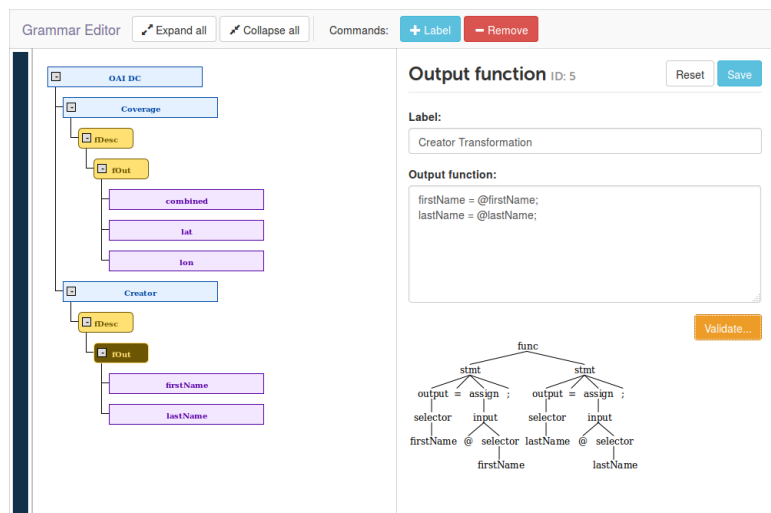 Grammar Editor Expand all Collapse all Commands: Label Remove
OAI DC
Coverage
fDesc
fOut
combined
lat
lon
Creator
fDesc
fOut
firstName
lastName
Output function ID: 5 Reset Save
Label:
Creator Transformation
Output function:
firstName = @firstName;
lastName = @lastName;
Validate...
func
stmt stmt
output = assign ; output = assign ;
selector input selector input
firstName @ selector lastName @ selector
firstName lastName